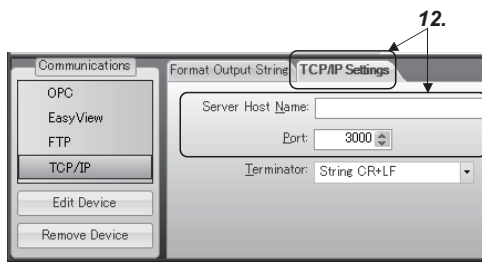 12.
Communications
Format Output String
TCP/IP Settings
OPC
EasyView
FTP
TCP/IP
Edit Device
Remove Device
Server Host Name:
Port:
3000
Terminator:
String CR+LF